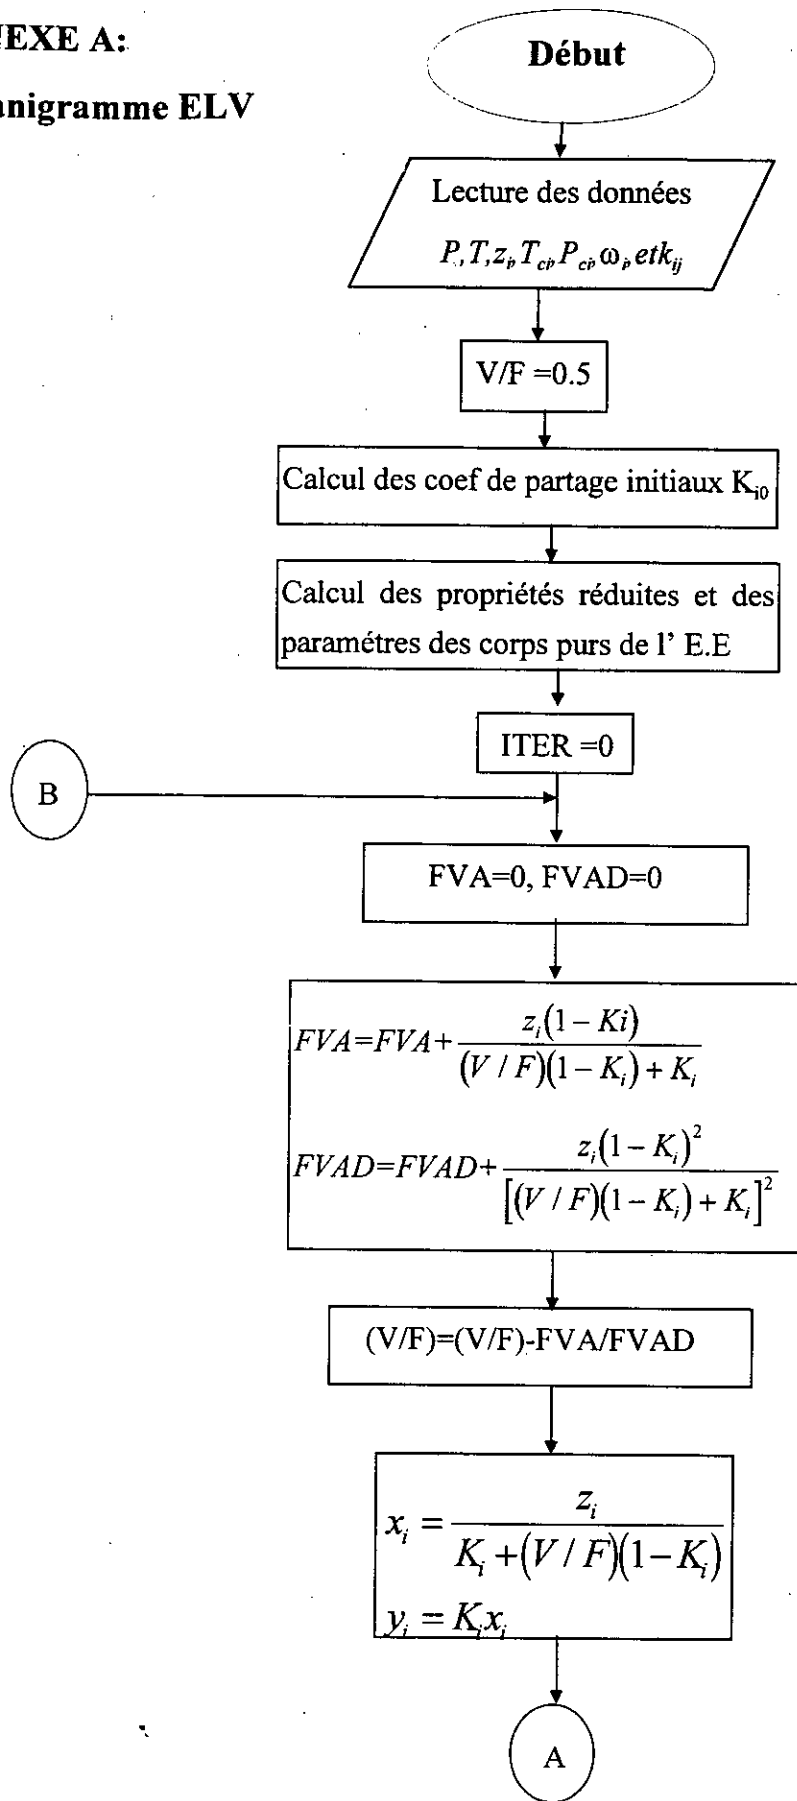 EXE A:
Début
anigramme ELV
Lecture des données
P, T, z_i, T_ci, P_ci, ω_i, et k_ij
V/F =0.5
Calcul des coef de partage initiaux K_i0
Calcul des propriétés réduites et des
paramétres des corps purs de l' E.E
ITER =0
B
FVA=0, FVAD=0
FVA=FVA+ z_i(1 − Ki) / (V / F)(1 − K_i) + K_i
FVAD=FVAD+ z_i(1 − K_i)² / [(V / F)(1 − K_i) + K_i]²
(V/F)=(V/F)-FVA/FVAD
x_i = z_i / K_i +(V / F)(1−K_i)
y_i = K_i x_i
A